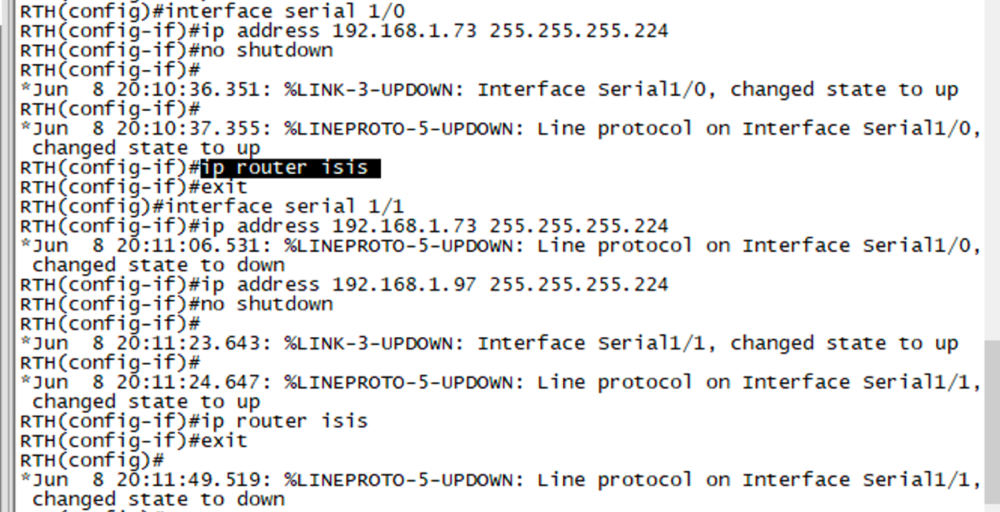 RTH(config)#interface serial 1/0
RTH(config-if)#ip address 192.168.1.73 255.255.255.224
RTH(config-if)#no shutdown
RTH(config-if)#
*Jun  8 20:10:36.351: %LINK-3-UPDOWN: Interface Serial1/0, changed state to up
RTH(config-if)#
*Jun  8 20:10:37.355: %LINEPROTO-5-UPDOWN: Line protocol on Interface Serial1/0,
 changed state to up
RTH(config-if)#ip router isis
RTH(config-if)#exit
RTH(config)#interface serial 1/1
RTH(config-if)#ip address 192.168.1.73 255.255.255.224
*Jun  8 20:11:06.531: %LINEPROTO-5-UPDOWN: Line protocol on Interface Serial1/0,
 changed state to down
RTH(config-if)#ip address 192.168.1.97 255.255.255.224
RTH(config-if)#no shutdown
RTH(config-if)#
*Jun  8 20:11:23.643: %LINK-3-UPDOWN: Interface Serial1/1, changed state to up
RTH(config-if)#
*Jun  8 20:11:24.647: %LINEPROTO-5-UPDOWN: Line protocol on Interface Serial1/1,
 changed state to up
RTH(config-if)#ip router isis
RTH(config-if)#exit
RTH(config)#
*Jun  8 20:11:49.519: %LINEPROTO-5-UPDOWN: Line protocol on Interface Serial1/1,
 changed state to down